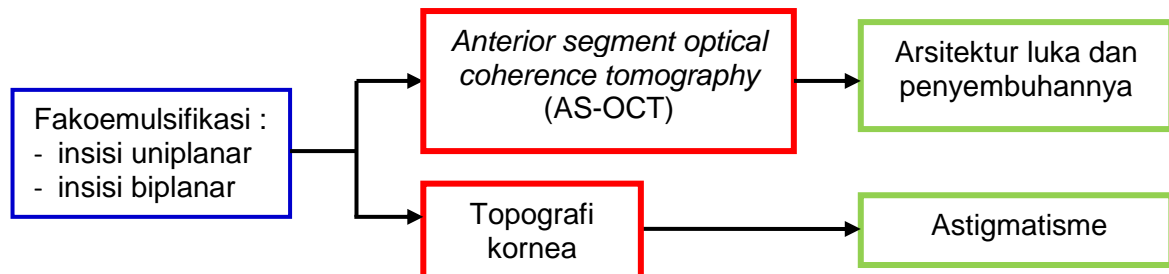 Fakoemulsifikasi :
- insisi uniplanar
- insisi biplanar
Anterior segment optical
coherence tomography
(AS-OCT)
Arsitektur luka dan
penyembuhannya
Topografi
kornea
Astigmatisme